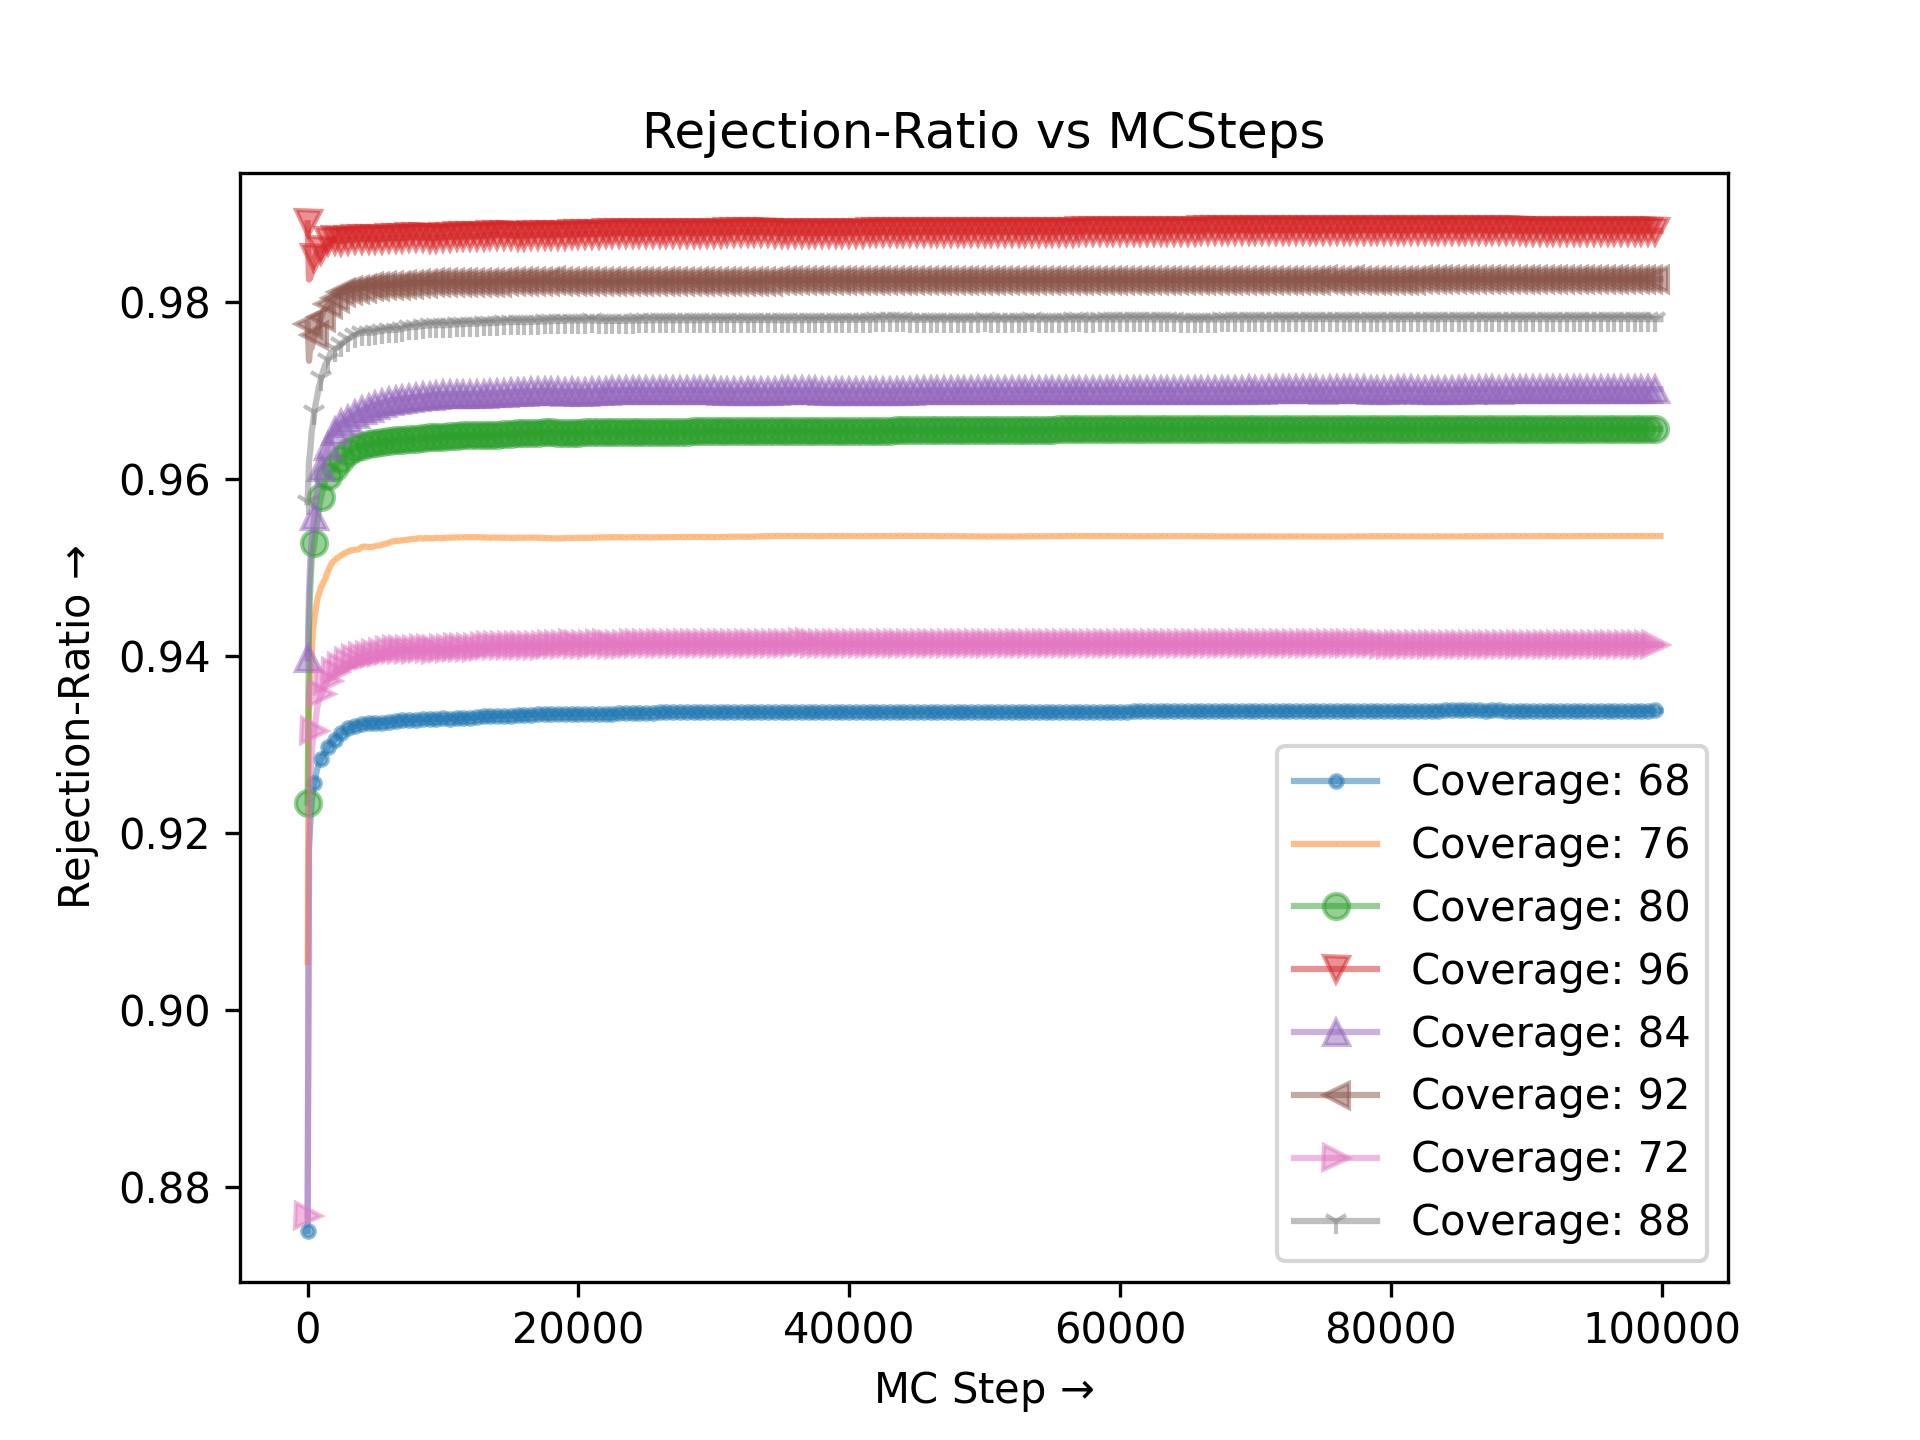 Rejection-Ratio vs MCSteps
Rejection-Ratio →
0.98
0.96
0.94
0.92
0.90
0.88
Coverage: 68
Coverage: 76
Coverage: 80
Coverage: 96
Coverage: 84
Coverage: 92
Coverage: 72
Coverage: 88
0 20000 40000 60000 80000 100000
MC Step →